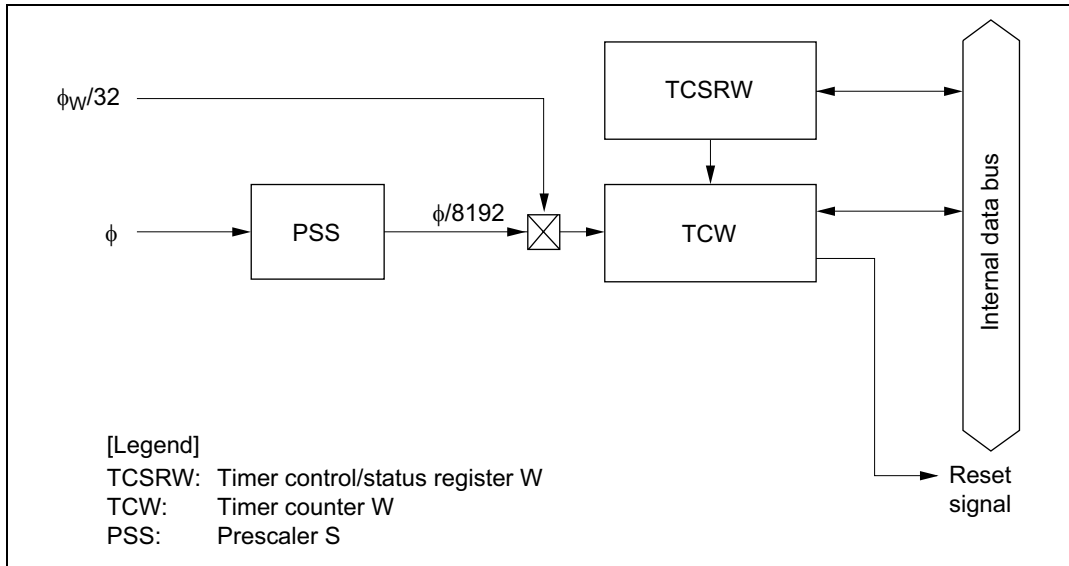 ϕW/32
TCSRW
ϕ
PSS
ϕ/8192
TCW
Internal data bus
[Legend]
TCSRW: Timer control/status register W
TCW: Timer counter W
PSS: Prescaler S
Reset
signal